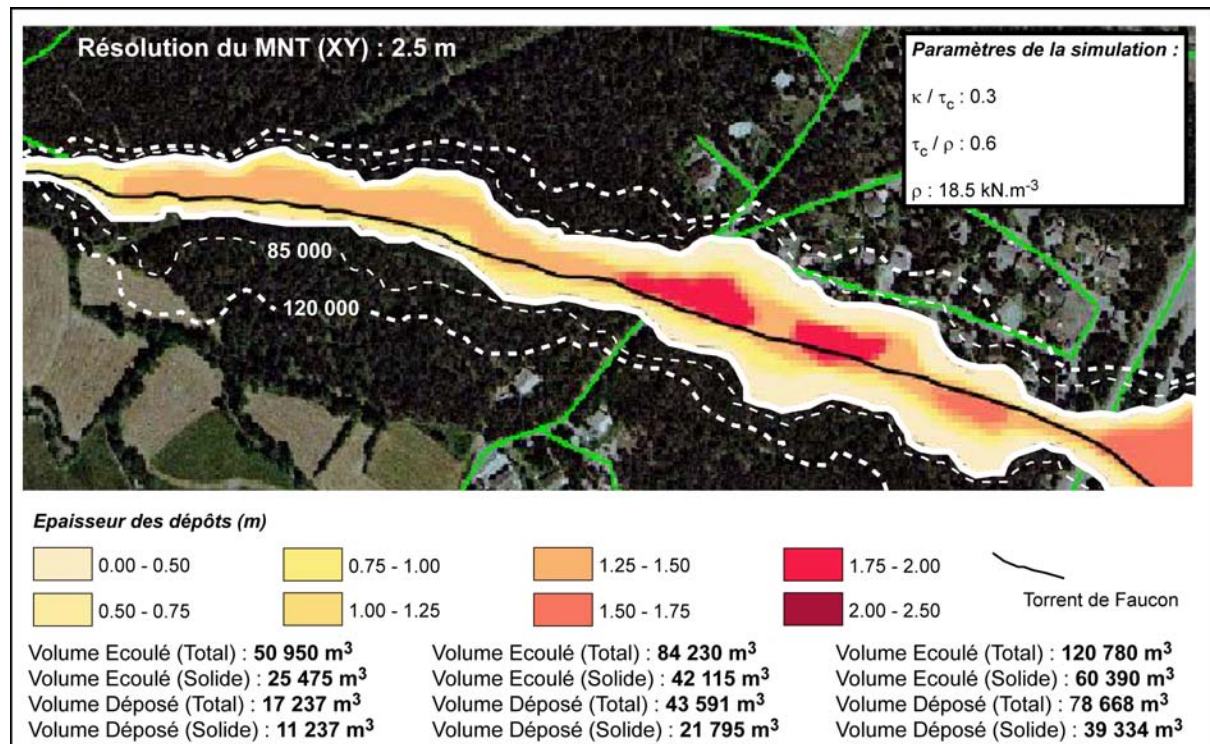 Résolution du MNT (XY) : 2.5 m
Paramètres de la simulation :
κ / τc : 0.3
τc / ρ : 0.6
ρ : 18.5 kN.m-3
85 000
120 000
Epaisseur des dépôts (m)
0.00 - 0.50
0.75 - 1.00
1.25 - 1.50
1.75 - 2.00
0.50 - 0.75
1.00 - 1.25
1.50 - 1.75
2.00 - 2.50
Torrent de Faucon
Volume Ecoulé (Total) : 50 950 m3
Volume Ecoulé (Solide) : 25 475 m3
Volume Déposé (Total) : 17 237 m3
Volume Déposé (Solide) : 11 237 m3
Volume Ecoulé (Total) : 84 230 m3
Volume Ecoulé (Solide) : 42 115 m3
Volume Déposé (Total) : 43 591 m3
Volume Déposé (Solide) : 21 795 m3
Volume Ecoulé (Total) : 120 780 m3
Volume Ecoulé (Solide) : 60 390 m3
Volume Déposé (Total) : 78 668 m3
Volume Déposé (Solide) : 39 334 m3